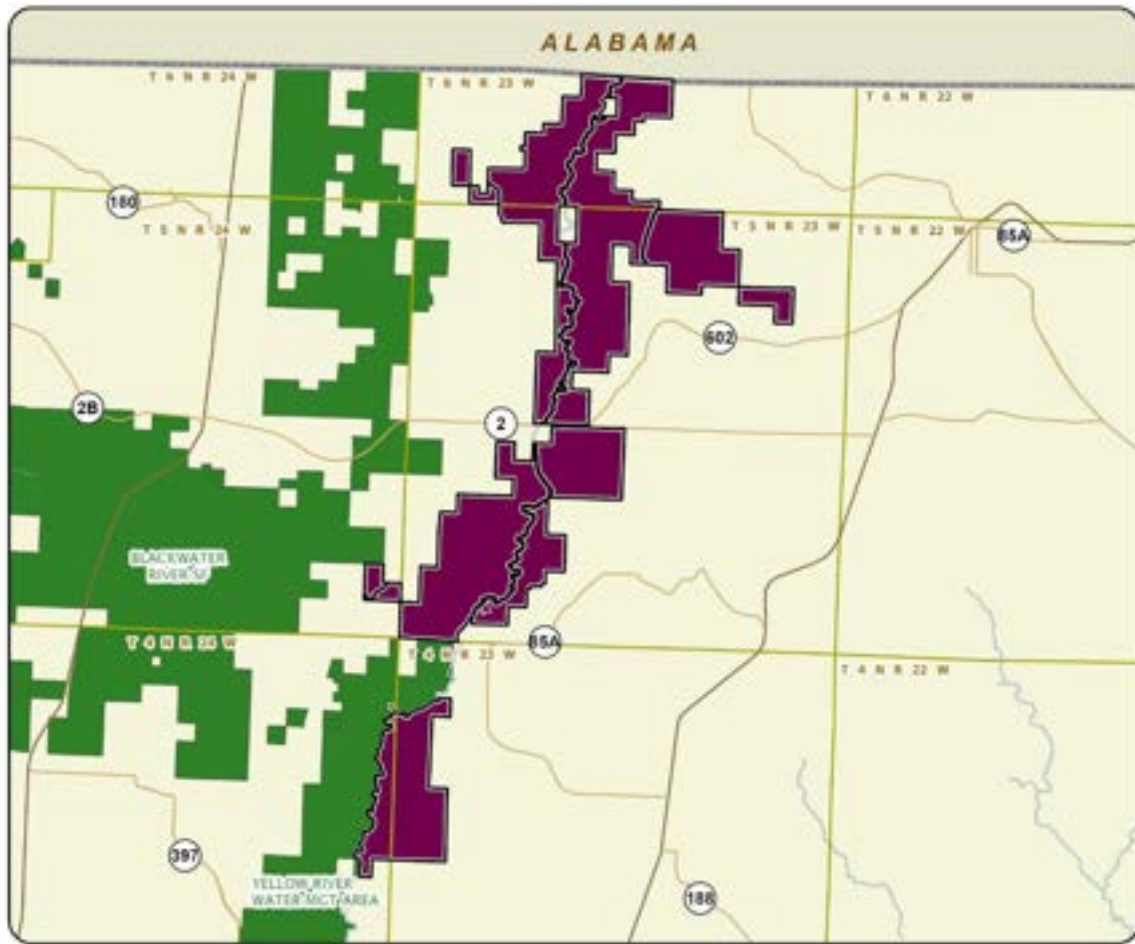 ALABAMA
T 6 N R 24 W
T 6 N R 23 W
T 6 N R 22 W
180
T 5 N R 24 W
T 5 N R 23 W
T 5 N R 22 W
85A
602
2B
2
BLACKWATER
RIVER SF
T 4 N R 24 W
85A
T 4 N R 23 W
T 4 N R 22 W
397
YELLOW RIVER
WATER MGT AREA
188